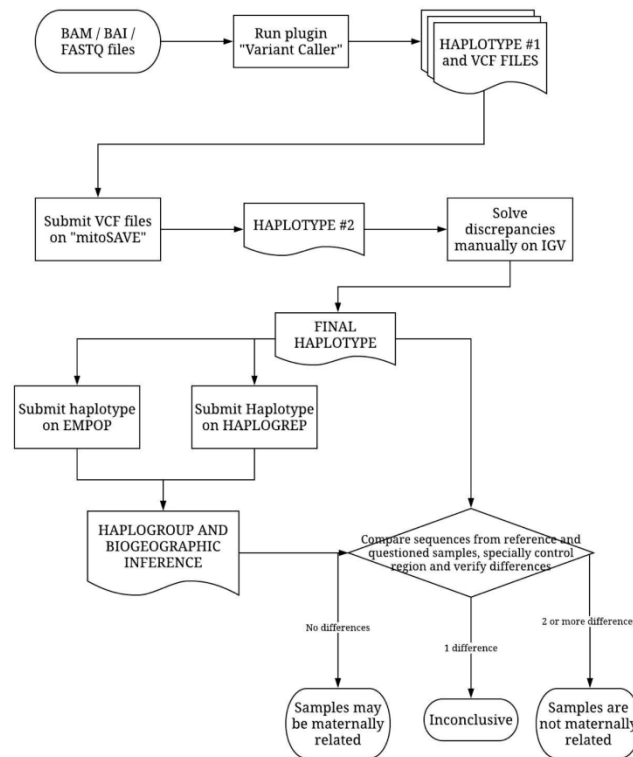 BAM / BAI /
FASTQ files
Run plugin
"Variant Caller"
HAPLOTYPE #1
and VCF FILES
Submit VCF files
on "mitoSAVE"
HAPLOTYPE #2
Solve
discrepancies
manually on IGV
FINAL
HAPLOTYPE
Submit haplotype
on EMPOP
Submit Haplotype
on HAPLOGREP
HAPLOGROUP AND
BIOGEOGRAPHIC
INFERENCE
Compare sequences from reference and
questioned samples, specially control
region and verify differences
No differences
1 difference
2 or more difference
Samples may
be maternally
related
Inconclusive
Samples are
not maternally
related